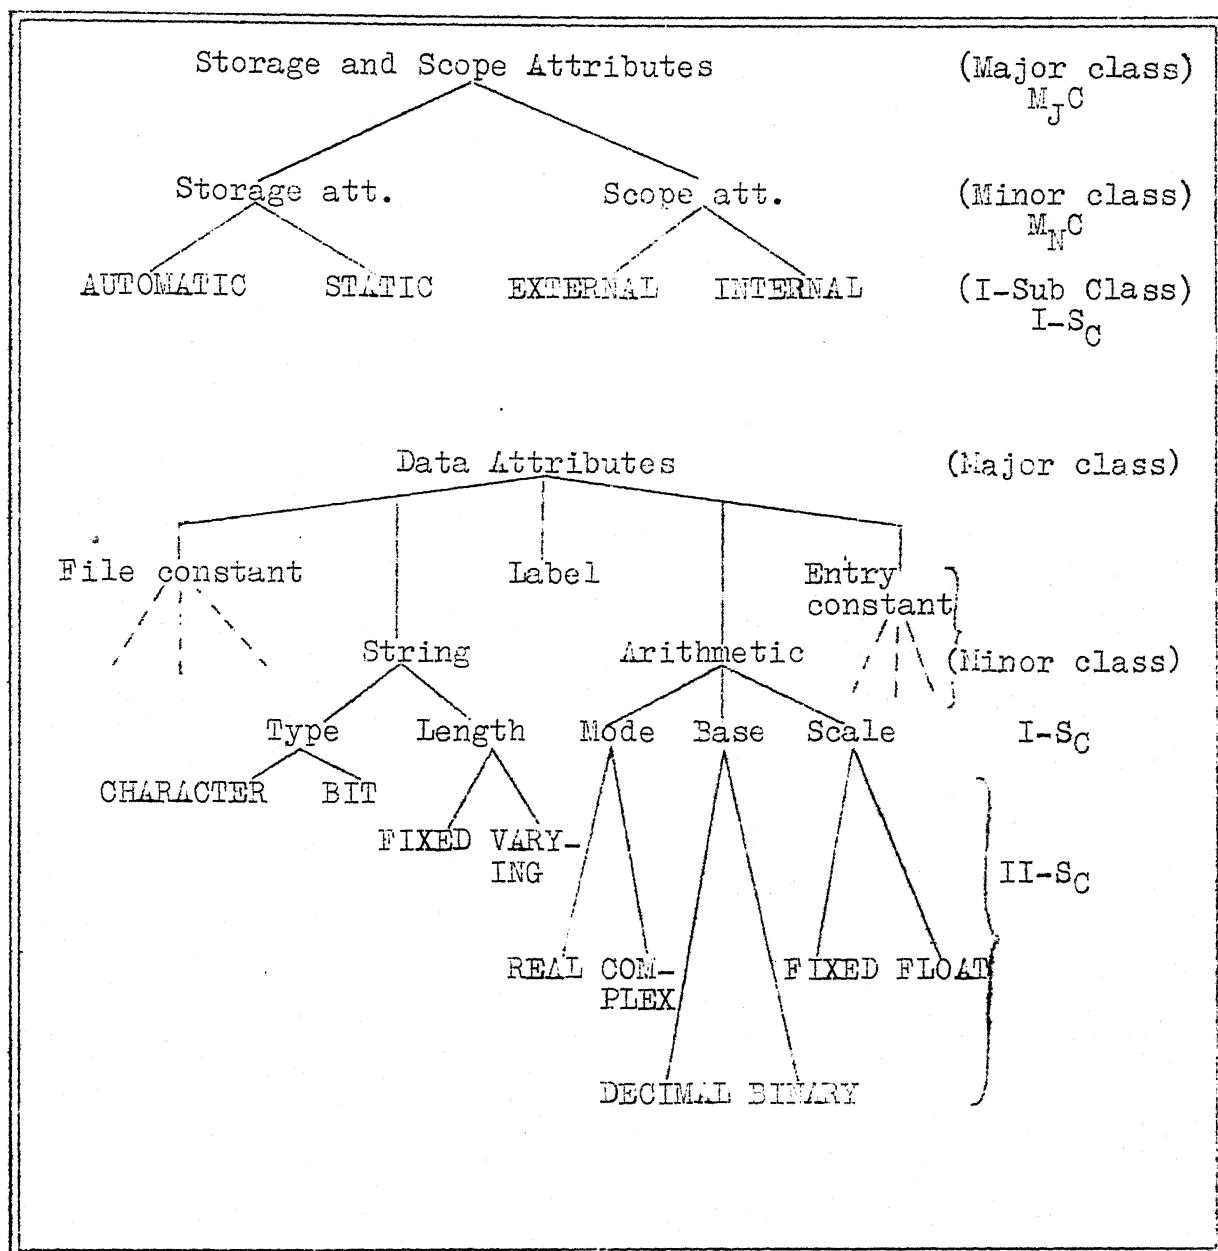 Storage and Scope Attributes (Major class)
MJC
Storage att. Scope att. (Minor class)
MNC
AUTOMATIC STATIC EXTERNAL INTERNAL (I-Sub Class)
I-SC
Data Attributes (Major class)
File constant Label Entry
constant
String Arithmetic (Minor class)
Type Length Mode Base Scale I-SC
CHARACTER BIT
FIXED VARY-
ING
II-SC
REAL COM- FIXED FLOAT
PLEX
DECIMAL BINARY